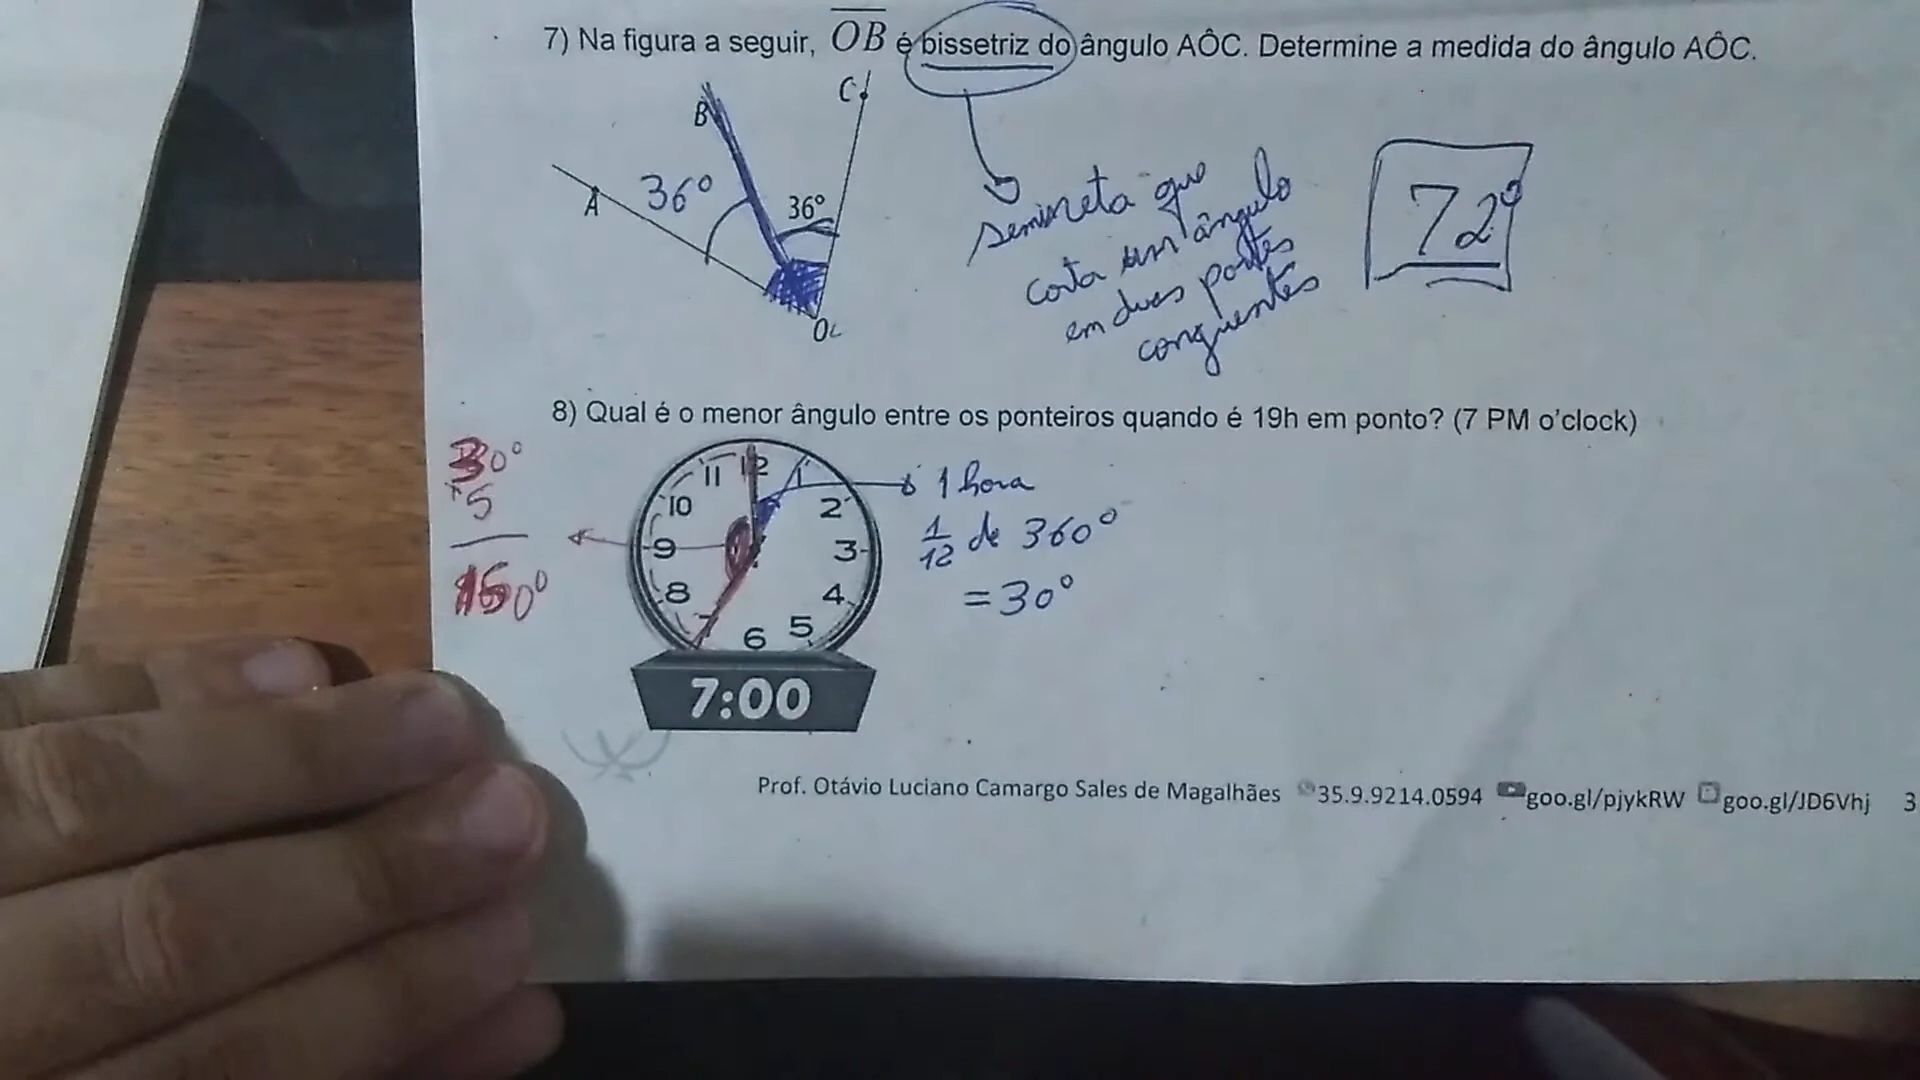 7) Na figura a seguir, OB é bissetriz do ângulo AÔC. Determine a medida do ângulo AÔC.
C
B
A
36°
36°
O
semirreta que
corta um ângulo
em duas partes
congruentes
72°
8) Qual é o menor ângulo entre os ponteiros quando é 19h em ponto? (7 PM o'clock)
30°
×5
150°
12
1
2
3
4
5
6
7
8
9
10
11
7:00
1 hora
1/12 de 360°
= 30°
Prof. Otávio Luciano Camargo Sales de Magalhães 35.9.9214.0594 goo.gl/pjykRW goo.gl/JD6Vhj 3